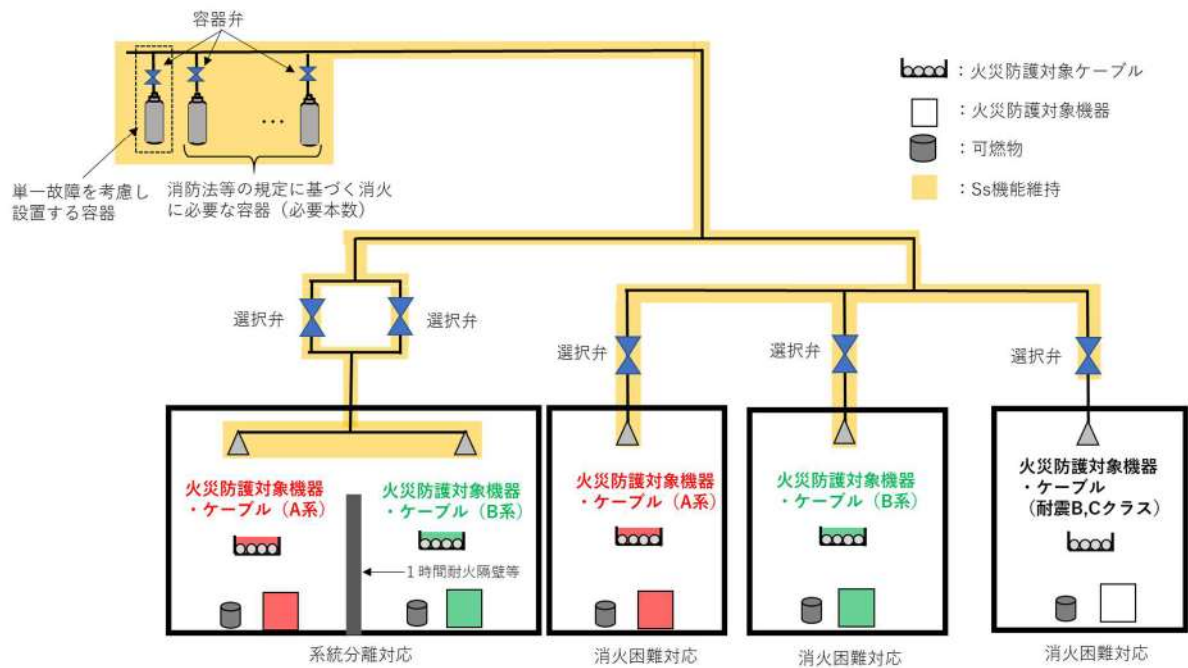 容器弁
:火災防護対象ケーブル
:火災防護対象機器
:可燃物
:Ss機能維持
…
単一故障を考慮し
設置する容器
消防法等の規定に基づく消火
に必要な容器(必要本数)
選択弁
選択弁
選択弁
選択弁
選択弁
火災防護対象機器
・ケーブル(A系)
火災防護対象機器
・ケーブル(B系)
1時間耐火隔壁等
火災防護対象機器
・ケーブル(A系)
火災防護対象機器
・ケーブル(B系)
火災防護対象機器
・ケーブル
(耐震B,Cクラス)
系統分離対応
消火困難対応
消火困難対応
消火困難対応